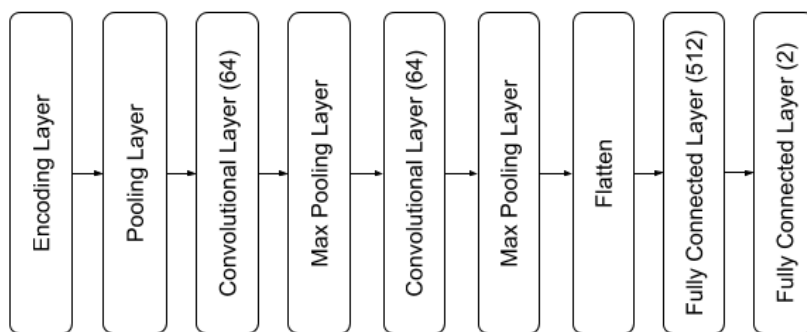 Encoding Layer
Pooling Layer
Convolutional Layer (64)
Max Pooling Layer
Convolutional Layer (64)
Max Pooling Layer
Flatten
Fully Connected Layer (512)
Fully Connected Layer (2)